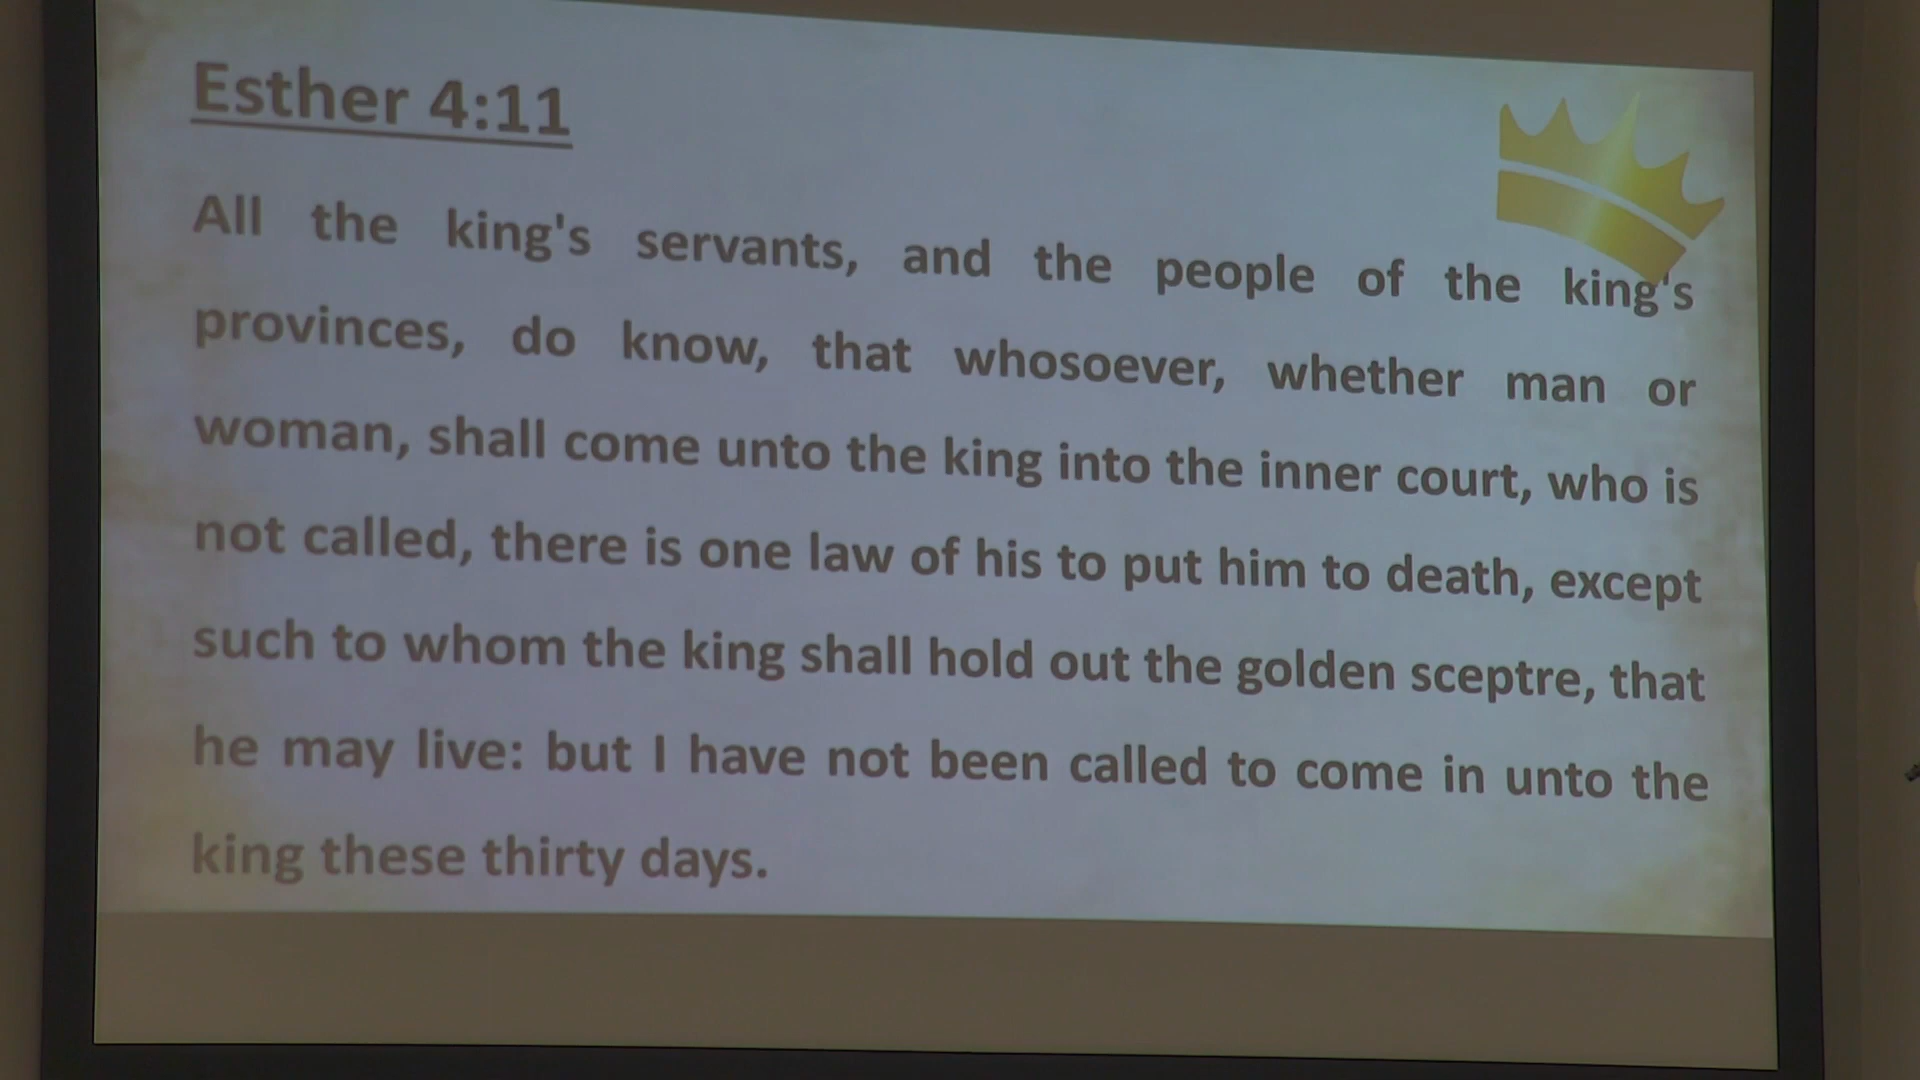 Esther 4:11
All the king's servants, and the people of the king's
provinces, do know, that whosoever, whether man or
woman, shall come unto the king into the inner court, who is
not called, there is one law of his to put him to death, except
such to whom the king shall hold out the golden sceptre, that
he may live: but I have not been called to come in unto the
king these thirty days.